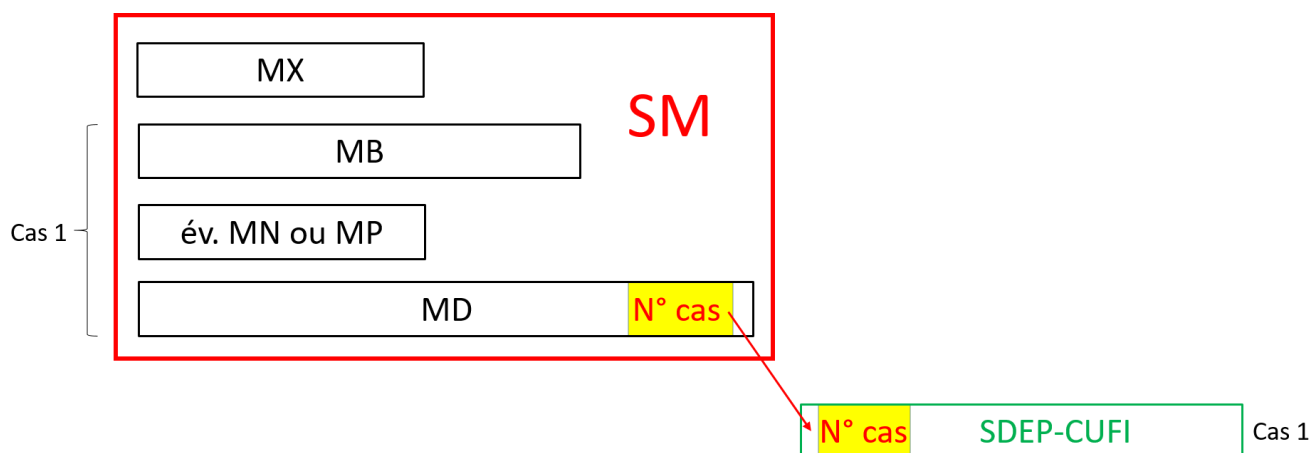 MX
SM
MB
Cas 1
év. MN ou MP
MD N° cas
N° cas SDEP-CUFI Cas 1